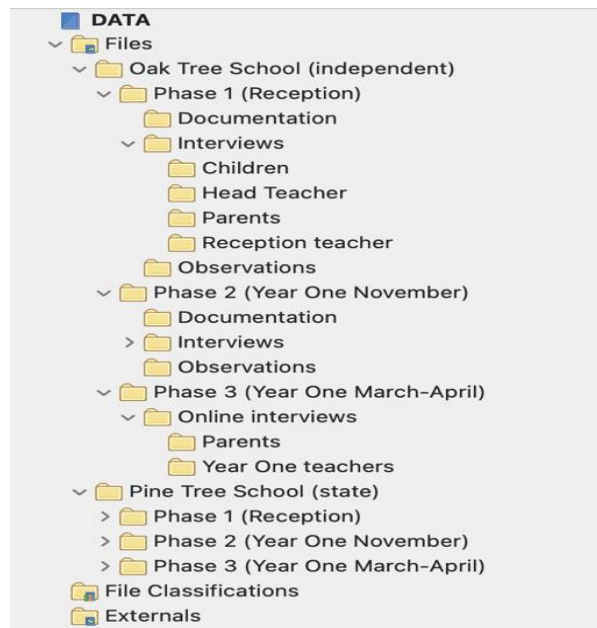 DATA
Files
Oak Tree School (independent)
Phase 1 (Reception)
Documentation
Interviews
Children
Head Teacher
Parents
Reception teacher
Observations
Phase 2 (Year One November)
Documentation
Interviews
Observations
Phase 3 (Year One March-April)
Online interviews
Parents
Year One teachers
Pine Tree School (state)
Phase 1 (Reception)
Phase 2 (Year One November)
Phase 3 (Year One March-April)
File Classifications
Externals